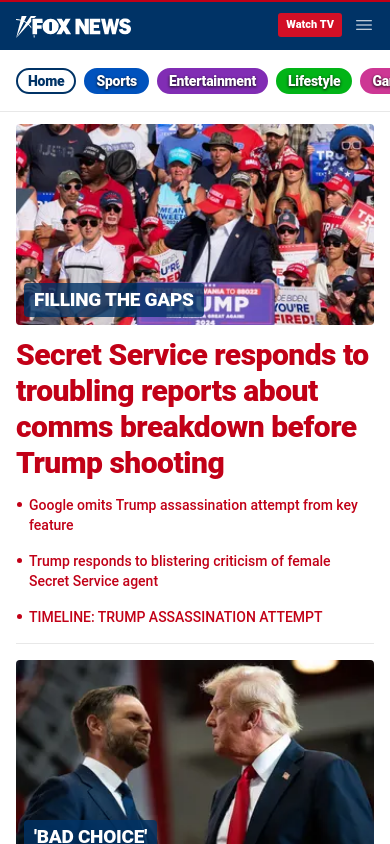 FOX NEWS
Watch TV
Home
Sports
Entertainment
Lifestyle
FILLING THE GAPS
Secret Service responds to
troubling reports about
comms breakdown before
Trump shooting
• Google omits Trump assassination attempt from key
feature
• Trump responds to blistering criticism of female
Secret Service agent
• TIMELINE: TRUMP ASSASSINATION ATTEMPT
'BAD CHOICE'